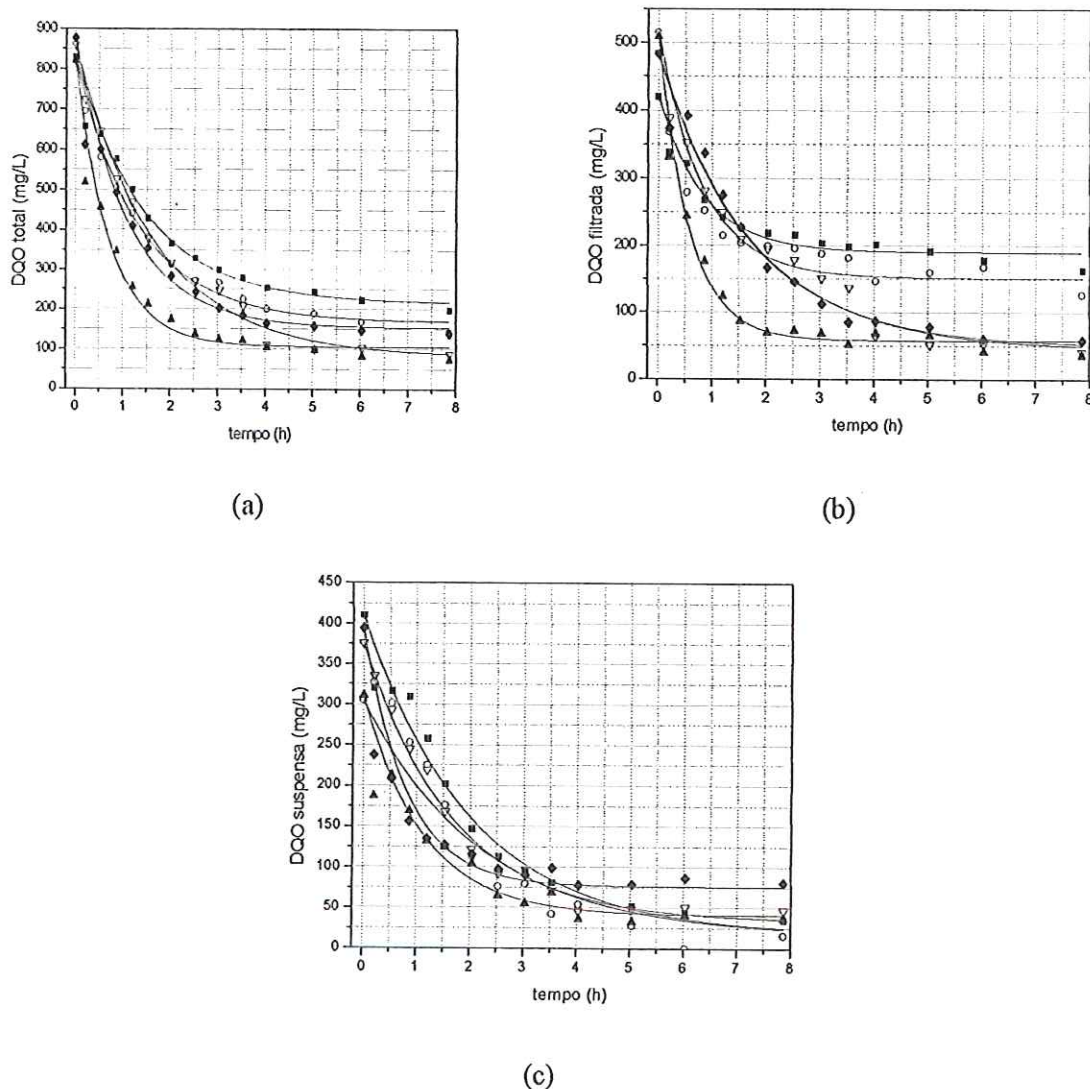 DQO total (mg/L)
900
800
700
600
500
400
300
200
100
0
0 1 2 3 4 5 6 7 8
tempo (h)
(a)
DQO filtrada (mg/L)
500
400
300
200
100
0
0 1 2 3 4 5 6 7 8
tempo (h)
(b)
DQO suspensa (mg/L)
450
400
350
300
250
200
150
100
50
0
0 1 2 3 4 5 6 7 8
tempo (h)
(c)